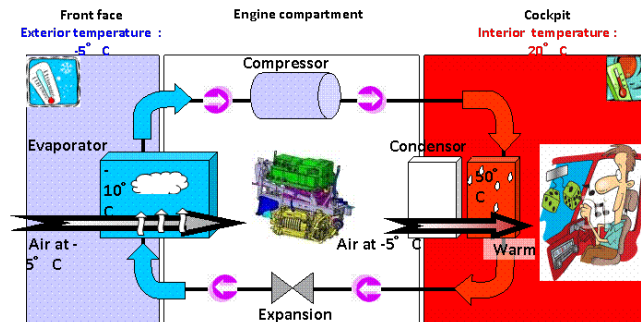 Front face
Exterior temperature :
-5° C
Engine compartment
Cockpit
Interior temperature :
20° C
Compressor
Evaporator
Condensor
-
10°
C
50°
C
Air at -
5° C
Air at -5° C
Warm
Expansion